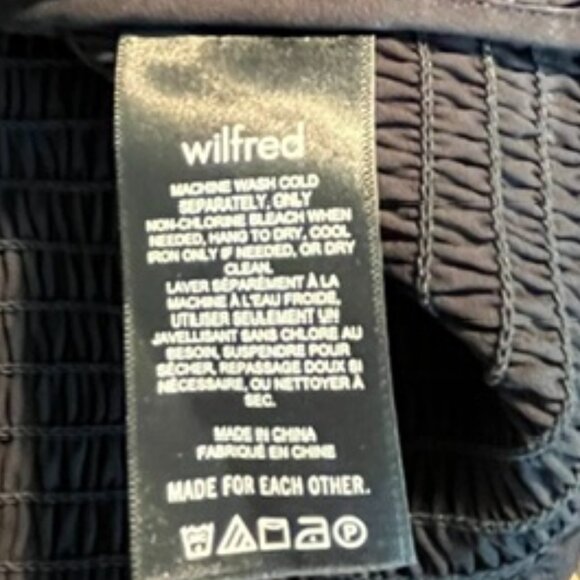 wilfred
MACHINE WASH COLD
SEPARATELY, ONLY
NON-CHLORINE BLEACH WHEN
NEEDED, HANG TO DRY, COOL
IRON ONLY IF NEEDED, OR DRY
CLEAN.
LAVER SÉPARÉMENT À LA
MACHINE À L'EAU FROIDE,
UTILISER SEULEMENT UN
JAVELLISANT SANS CHLORE AU
BESOIN, SUSPENDRE POUR
SÉCHER, REPASSAGE DOUX SI
NÉCESSAIRE, OU NETTOYER À
SEC.
MADE IN CHINA
FABRIQUÉ EN CHINE
MADE FOR EACH OTHER.
P